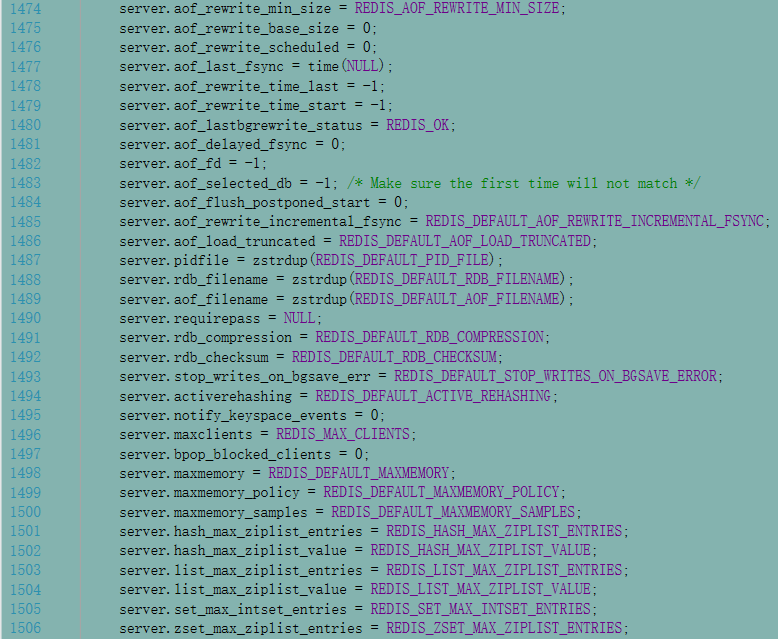 1474 server.aof_rewrite_min_size = REDIS_AOF_REWRITE_MIN_SIZE;
1475 server.aof_rewrite_base_size = 0;
1476 server.aof_rewrite_scheduled = 0;
1477 server.aof_last_fsync = time(NULL);
1478 server.aof_rewrite_time_last = -1;
1479 server.aof_rewrite_time_start = -1;
1480 server.aof_lastbgrewrite_status = REDIS_OK;
1481 server.aof_delayed_fsync = 0;
1482 server.aof_fd = -1;
1483 server.aof_selected_db = -1; /* Make sure the first time will not match */
1484 server.aof_flush_postponed_start = 0;
1485 server.aof_rewrite_incremental_fsync = REDIS_DEFAULT_AOF_REWRITE_INCREMENTAL_FSYNC;
1486 server.aof_load_truncated = REDIS_DEFAULT_AOF_LOAD_TRUNCATED;
1487 server.pidfile = zstrdup(REDIS_DEFAULT_PID_FILE);
1488 server.rdb_filename = zstrdup(REDIS_DEFAULT_RDB_FILENAME);
1489 server.aof_filename = zstrdup(REDIS_DEFAULT_AOF_FILENAME);
1490 server.requirepass = NULL;
1491 server.rdb_compression = REDIS_DEFAULT_RDB_COMPRESSION;
1492 server.rdb_checksum = REDIS_DEFAULT_RDB_CHECKSUM;
1493 server.stop_writes_on_bgsave_err = REDIS_DEFAULT_STOP_WRITES_ON_BGSAVE_ERROR;
1494 server.activerehashing = REDIS_DEFAULT_ACTIVE_REHASHING;
1495 server.notify_keyspace_events = 0;
1496 server.maxclients = REDIS_MAX_CLIENTS;
1497 server.bpop_blocked_clients = 0;
1498 server.maxmemory = REDIS_DEFAULT_MAXMEMORY;
1499 server.maxmemory_policy = REDIS_DEFAULT_MAXMEMORY_POLICY;
1500 server.maxmemory_samples = REDIS_DEFAULT_MAXMEMORY_SAMPLES;
1501 server.hash_max_ziplist_entries = REDIS_HASH_MAX_ZIPLIST_ENTRIES;
1502 server.hash_max_ziplist_value = REDIS_HASH_MAX_ZIPLIST_VALUE;
1503 server.list_max_ziplist_entries = REDIS_LIST_MAX_ZIPLIST_ENTRIES;
1504 server.list_max_ziplist_value = REDIS_LIST_MAX_ZIPLIST_VALUE;
1505 server.set_max_intset_entries = REDIS_SET_MAX_INTSET_ENTRIES;
1506 server.zset_max_ziplist_entries = REDIS_ZSET_MAX_ZIPLIST_ENTRIES;